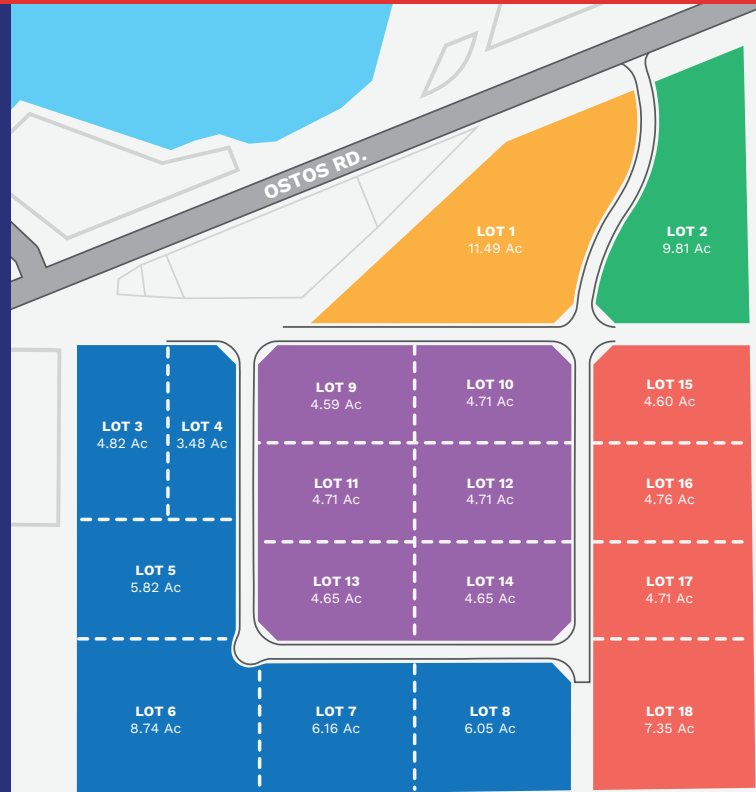 OSTOS RD.
LOT 1
11.49 Ac
LOT 2
9.81 Ac
LOT 3
4.82 Ac
LOT 4
3.48 Ac
LOT 9
4.59 Ac
LOT 10
4.71 Ac
LOT 15
4.60 Ac
LOT 11
4.71 Ac
LOT 12
4.71 Ac
LOT 16
4.76 Ac
LOT 5
5.82 Ac
LOT 13
4.65 Ac
LOT 14
4.65 Ac
LOT 17
4.71 Ac
LOT 6
8.74 Ac
LOT 7
6.16 Ac
LOT 8
6.05 Ac
LOT 18
7.35 Ac